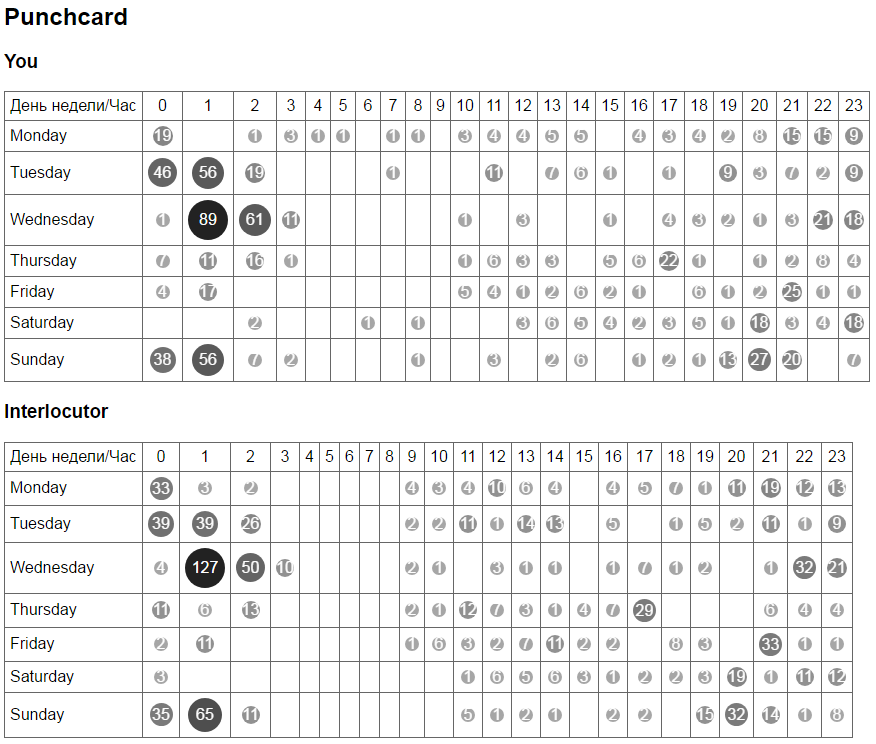 Punchcard
You
День недели/Час 0 1 2 3 4 5 6 7 8 9 10 11 12 13 14 15 16 17 18 19 20 21 22 23
Monday 19 1 3 1 1 1 1 3 4 4 5 5 4 3 4 2 8 15 15 9
Tuesday 46 56 19 1 11 7 6 1 1 9 3 7 2 9
Wednesday 1 89 61 11 1 3 1 4 3 2 1 3 21 18
Thursday 7 11 16 1 1 6 3 3 5 6 22 1 1 2 8 4
Friday 4 17 5 4 1 2 6 2 1 6 1 2 25 1 1
Saturday 2 1 1 3 6 5 4 2 3 5 1 18 3 4 18
Sunday 38 56 7 2 1 3 2 6 1 2 1 13 27 20 7
Interlocutor
День недели/Час 0 1 2 3 4 5 6 7 8 9 10 11 12 13 14 15 16 17 18 19 20 21 22 23
Monday 33 3 2 4 3 4 10 6 4 4 5 7 1 11 19 12 13
Tuesday 39 39 26 2 2 11 1 14 13 5 1 5 2 11 1 9
Wednesday 4 127 50 10 2 1 3 1 1 1 7 1 2 1 32 21
Thursday 11 6 13 2 1 12 7 3 1 4 7 29 6 4 4
Friday 2 11 1 6 3 2 7 11 2 2 8 3 33 1 1
Saturday 3 1 6 5 6 3 1 2 2 3 19 1 11 12
Sunday 35 65 11 5 1 2 1 2 2 15 32 14 1 8